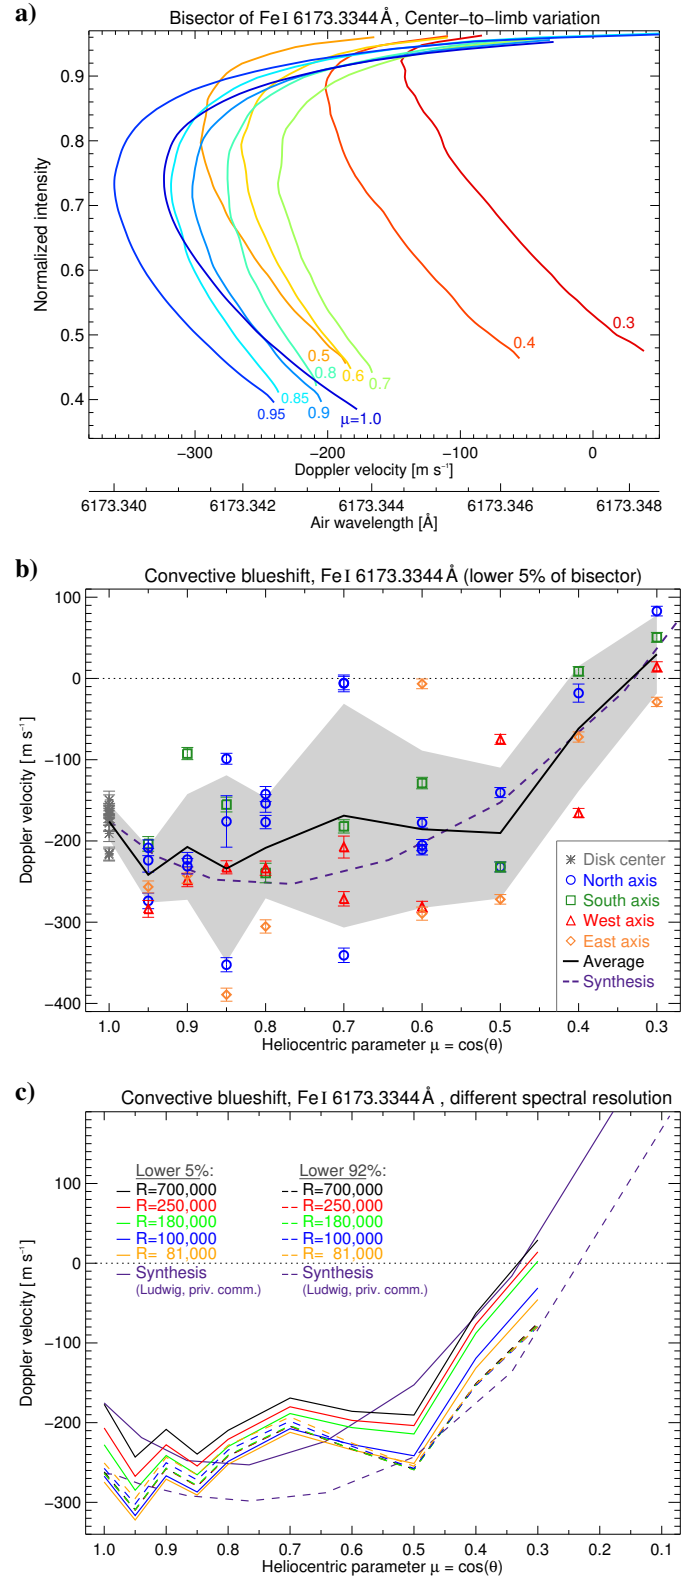 a)
Bisector of Fe I 6173.3344 Å, Center-to-limb variation
Normalized intensity
0.9
0.8
0.7
0.6
0.5
0.4
0.3
0.4
0.5
0.8
0.6
0.7
0.85
0.95
0.9
μ=1.0
−300
−200
−100
0
Doppler velocity [m s⁻¹]
6173.340
6173.342
6173.344
6173.346
6173.348
Air wavelength [Å]
b)
Convective blueshift, Fe I 6173.3344 Å (lower 5% of bisector)
Doppler velocity [m s⁻¹]
100
0
−100
−200
−300
−400
Disk center
North axis
South axis
West axis
East axis
Average
Synthesis
1.0
0.9
0.8
0.7
0.6
0.5
0.4
0.3
Heliocentric parameter μ = cos(θ)
c)
Convective blueshift, Fe I 6173.3344 Å , different spectral resolution
Doppler velocity [m s⁻¹]
100
0
−100
−200
−300
Lower 5%:
R=700,000
R=250,000
R=180,000
R=100,000
R= 81,000
Synthesis
(Ludwig, priv. comm.)
Lower 92%:
R=700,000
R=250,000
R=180,000
R=100,000
R= 81,000
Synthesis
(Ludwig, priv. comm.)
1.0
0.9
0.8
0.7
0.6
0.5
0.4
0.3
0.2
0.1
Heliocentric parameter μ = cos(θ)